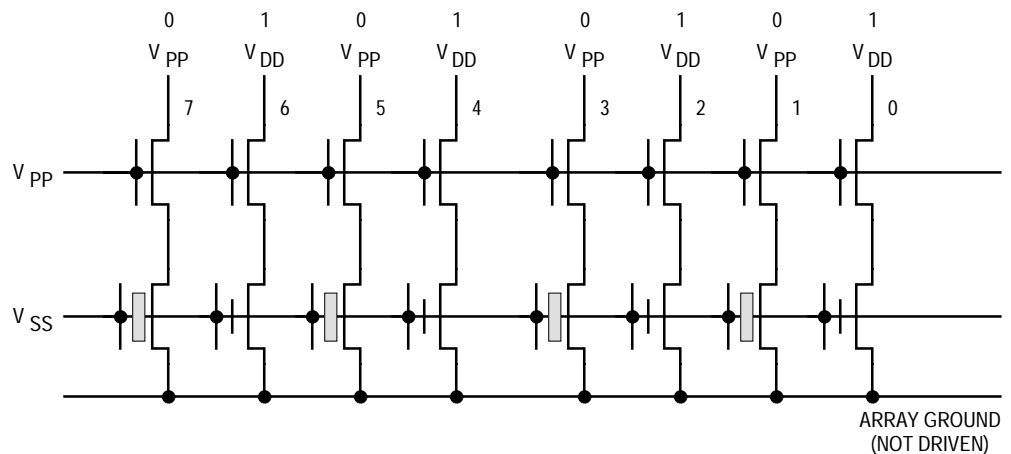 0 1 0 1 0 1 0 1
V PP V DD V PP V DD V PP V DD V PP V DD
7 6 5 4 3 2 1 0
V PP
V SS
ARRAY GROUND
(NOT DRIVEN)